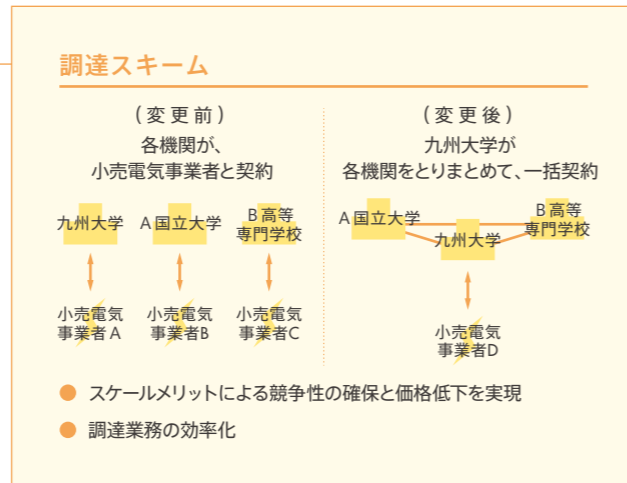 調達スキーム
(変更前)
各機関が、
小売電気事業者と契約
九州大学
A国立大学
B高等
専門学校
小売電気
事業者A
小売電気
事業者B
小売電気
事業者C
(変更後)
九州大学が
各機関をとりまとめて、一括契約
A国立大学
九州大学
B高等
専門学校
小売電気
事業者D
● スケールメリットによる競争性の確保と価格低下を実現
● 調達業務の効率化